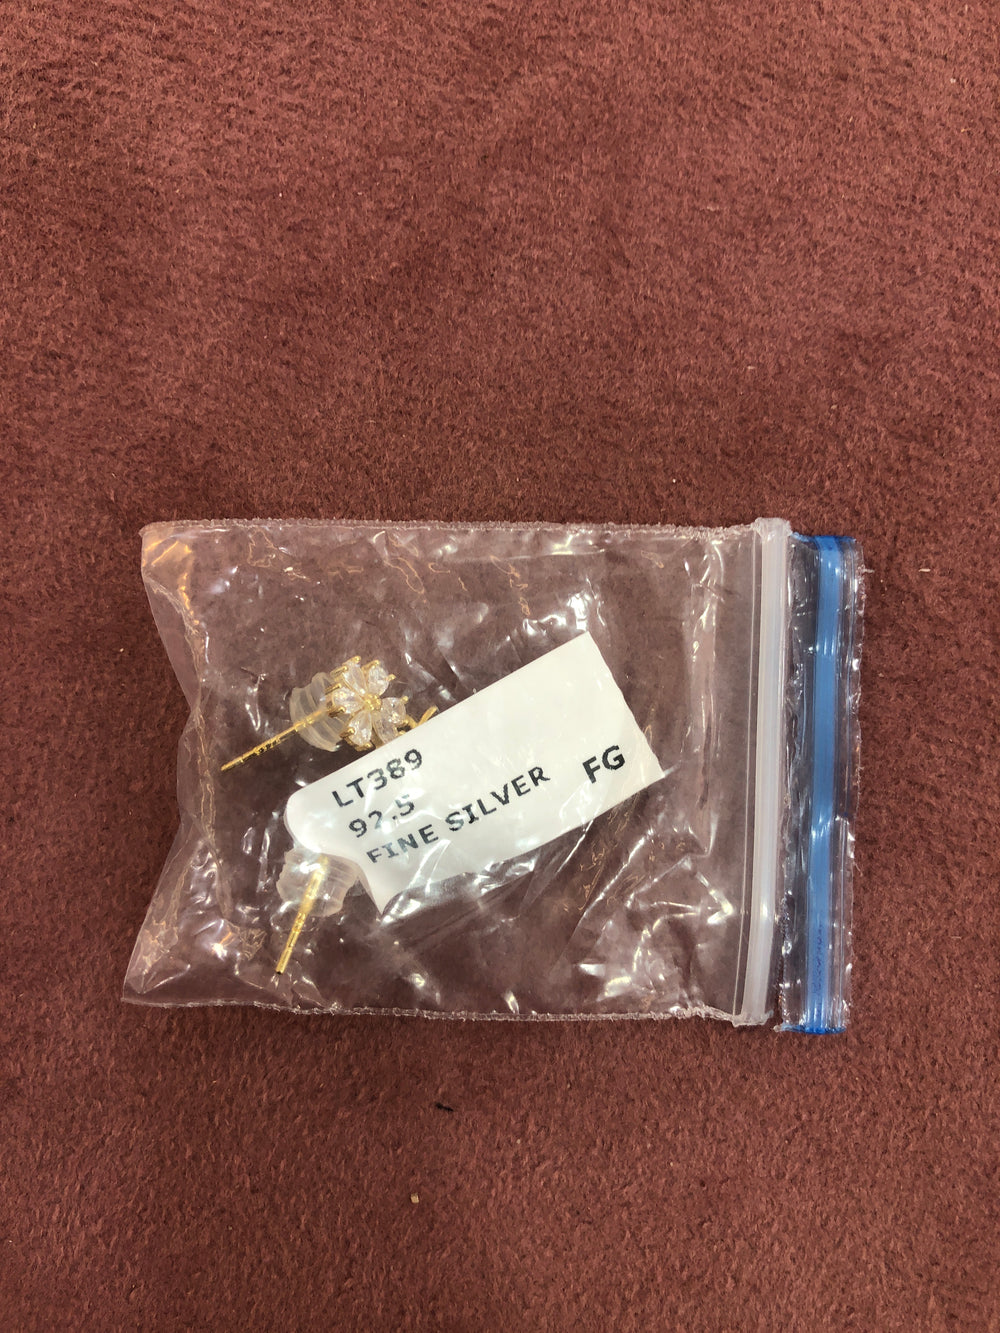 LT389
92.5
FINE SILVER FG